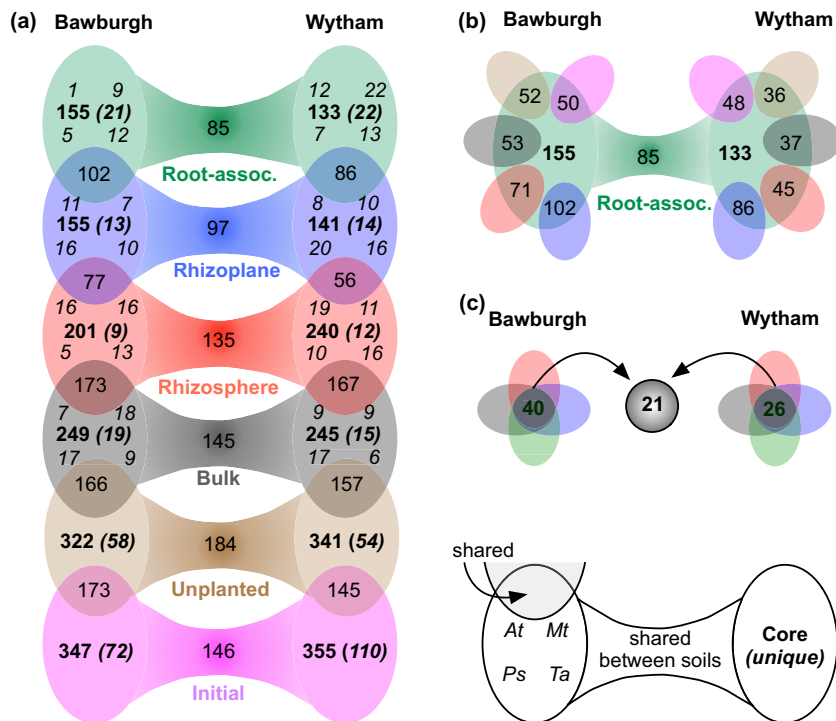 (a)
Bawburgh Wytham
1 9 12 22
155 (21) 133 (22)
5 12 7 13
85
Root-assoc.
102 86
11 7 8 10
155 (13) 141 (14)
16 10 20 16
97
Rhizoplane
77 56
16 16 19 11
201 (9) 240 (12)
5 13 10 16
135
Rhizosphere
173 167
7 18 9 9
249 (19) 245 (15)
17 9 17 6
145
Bulk
166 157
322 (58) 184 341 (54)
Unplanted
173 145
347 (72) 146 355 (110)
Initial
(b)
Bawburgh Wytham
52 50 48 36
53 155 85 133 37
71 102 Root-assoc. 86 45
(c)
Bawburgh Wytham
40 21 26
shared
At Mt
Ps Ta
shared
between soils
Core
(unique)